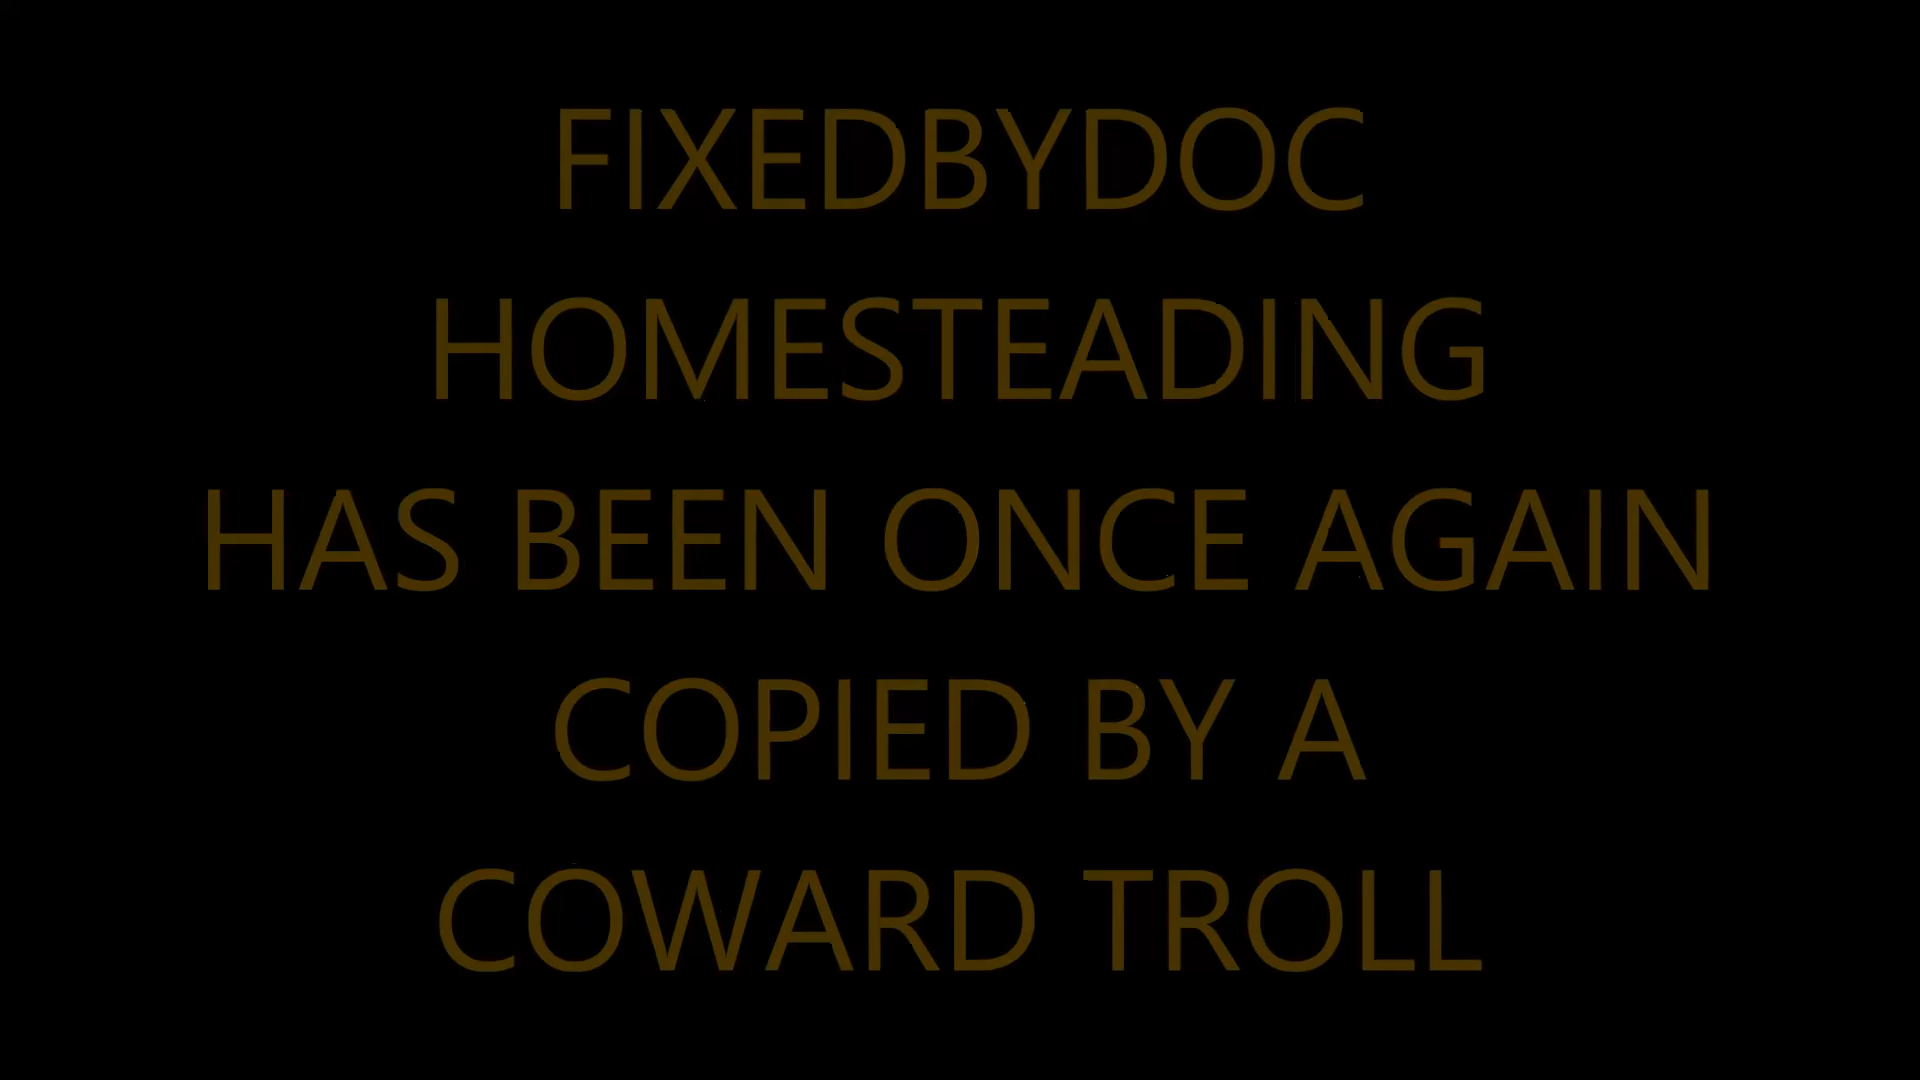 FIXEDBYDOC
HOMESTEADING
HAS BEEN ONCE AGAIN
COPIED BY A
COWARD TROLL